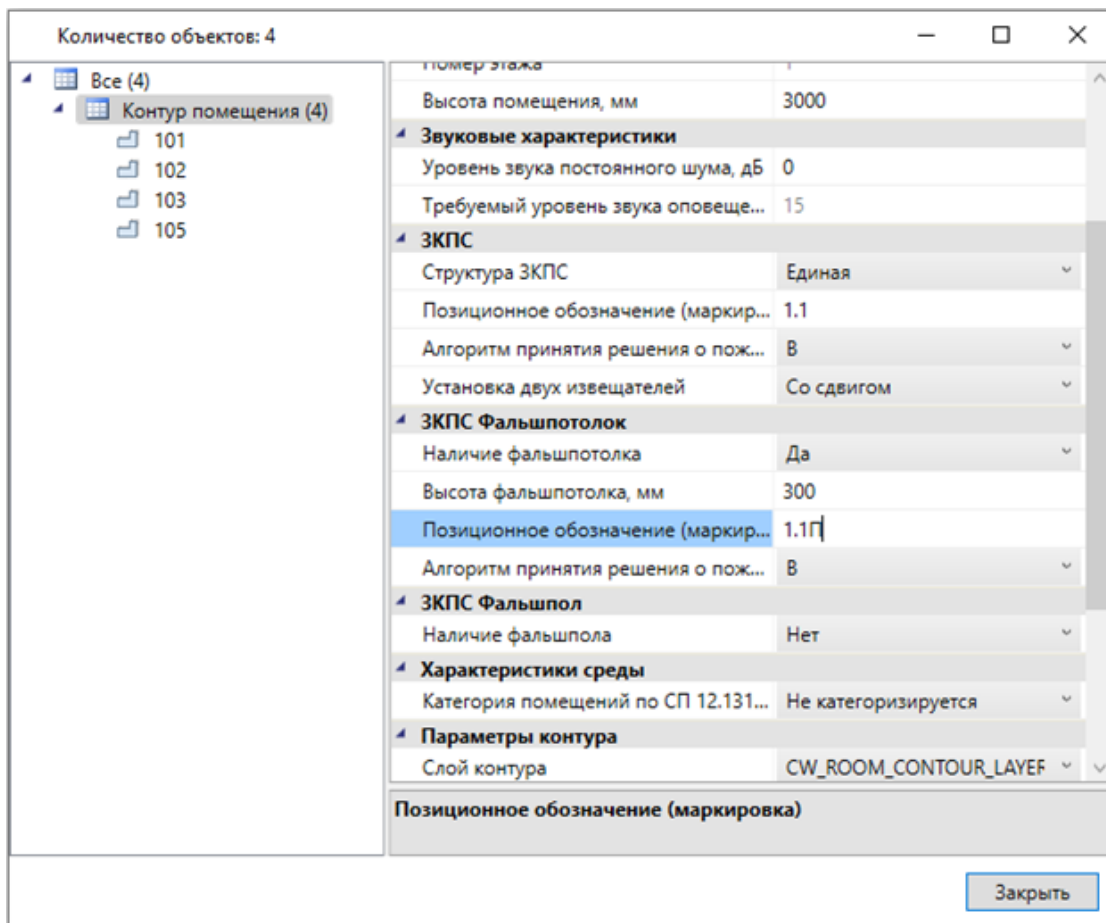 Количество объектов: 4
Все (4)
Контур помещения (4)
101
102
103
105
Номер этажа 1
Высота помещения, мм 3000
Звуковые характеристики
Уровень звука постоянного шума, дБ 0
Требуемый уровень звука оповеще... 15
ЗКПС
Структура ЗКПС Единая
Позиционное обозначение (маркир... 1.1
Алгоритм принятия решения о пож... B
Установка двух извещателей Со сдвигом
ЗКПС Фальшпотолок
Наличие фальшпотолка Да
Высота фальшпотолка, мм 300
Позиционное обозначение (маркир... 1.1П
Алгоритм принятия решения о пож... B
ЗКПС Фальшпол
Наличие фальшпола Нет
Характеристики среды
Категория помещений по СП 12.131... Не категоризируется
Параметры контура
Слой контура CW_ROOM_CONTOUR_LAYER
Позиционное обозначение (маркировка)
Закрыть